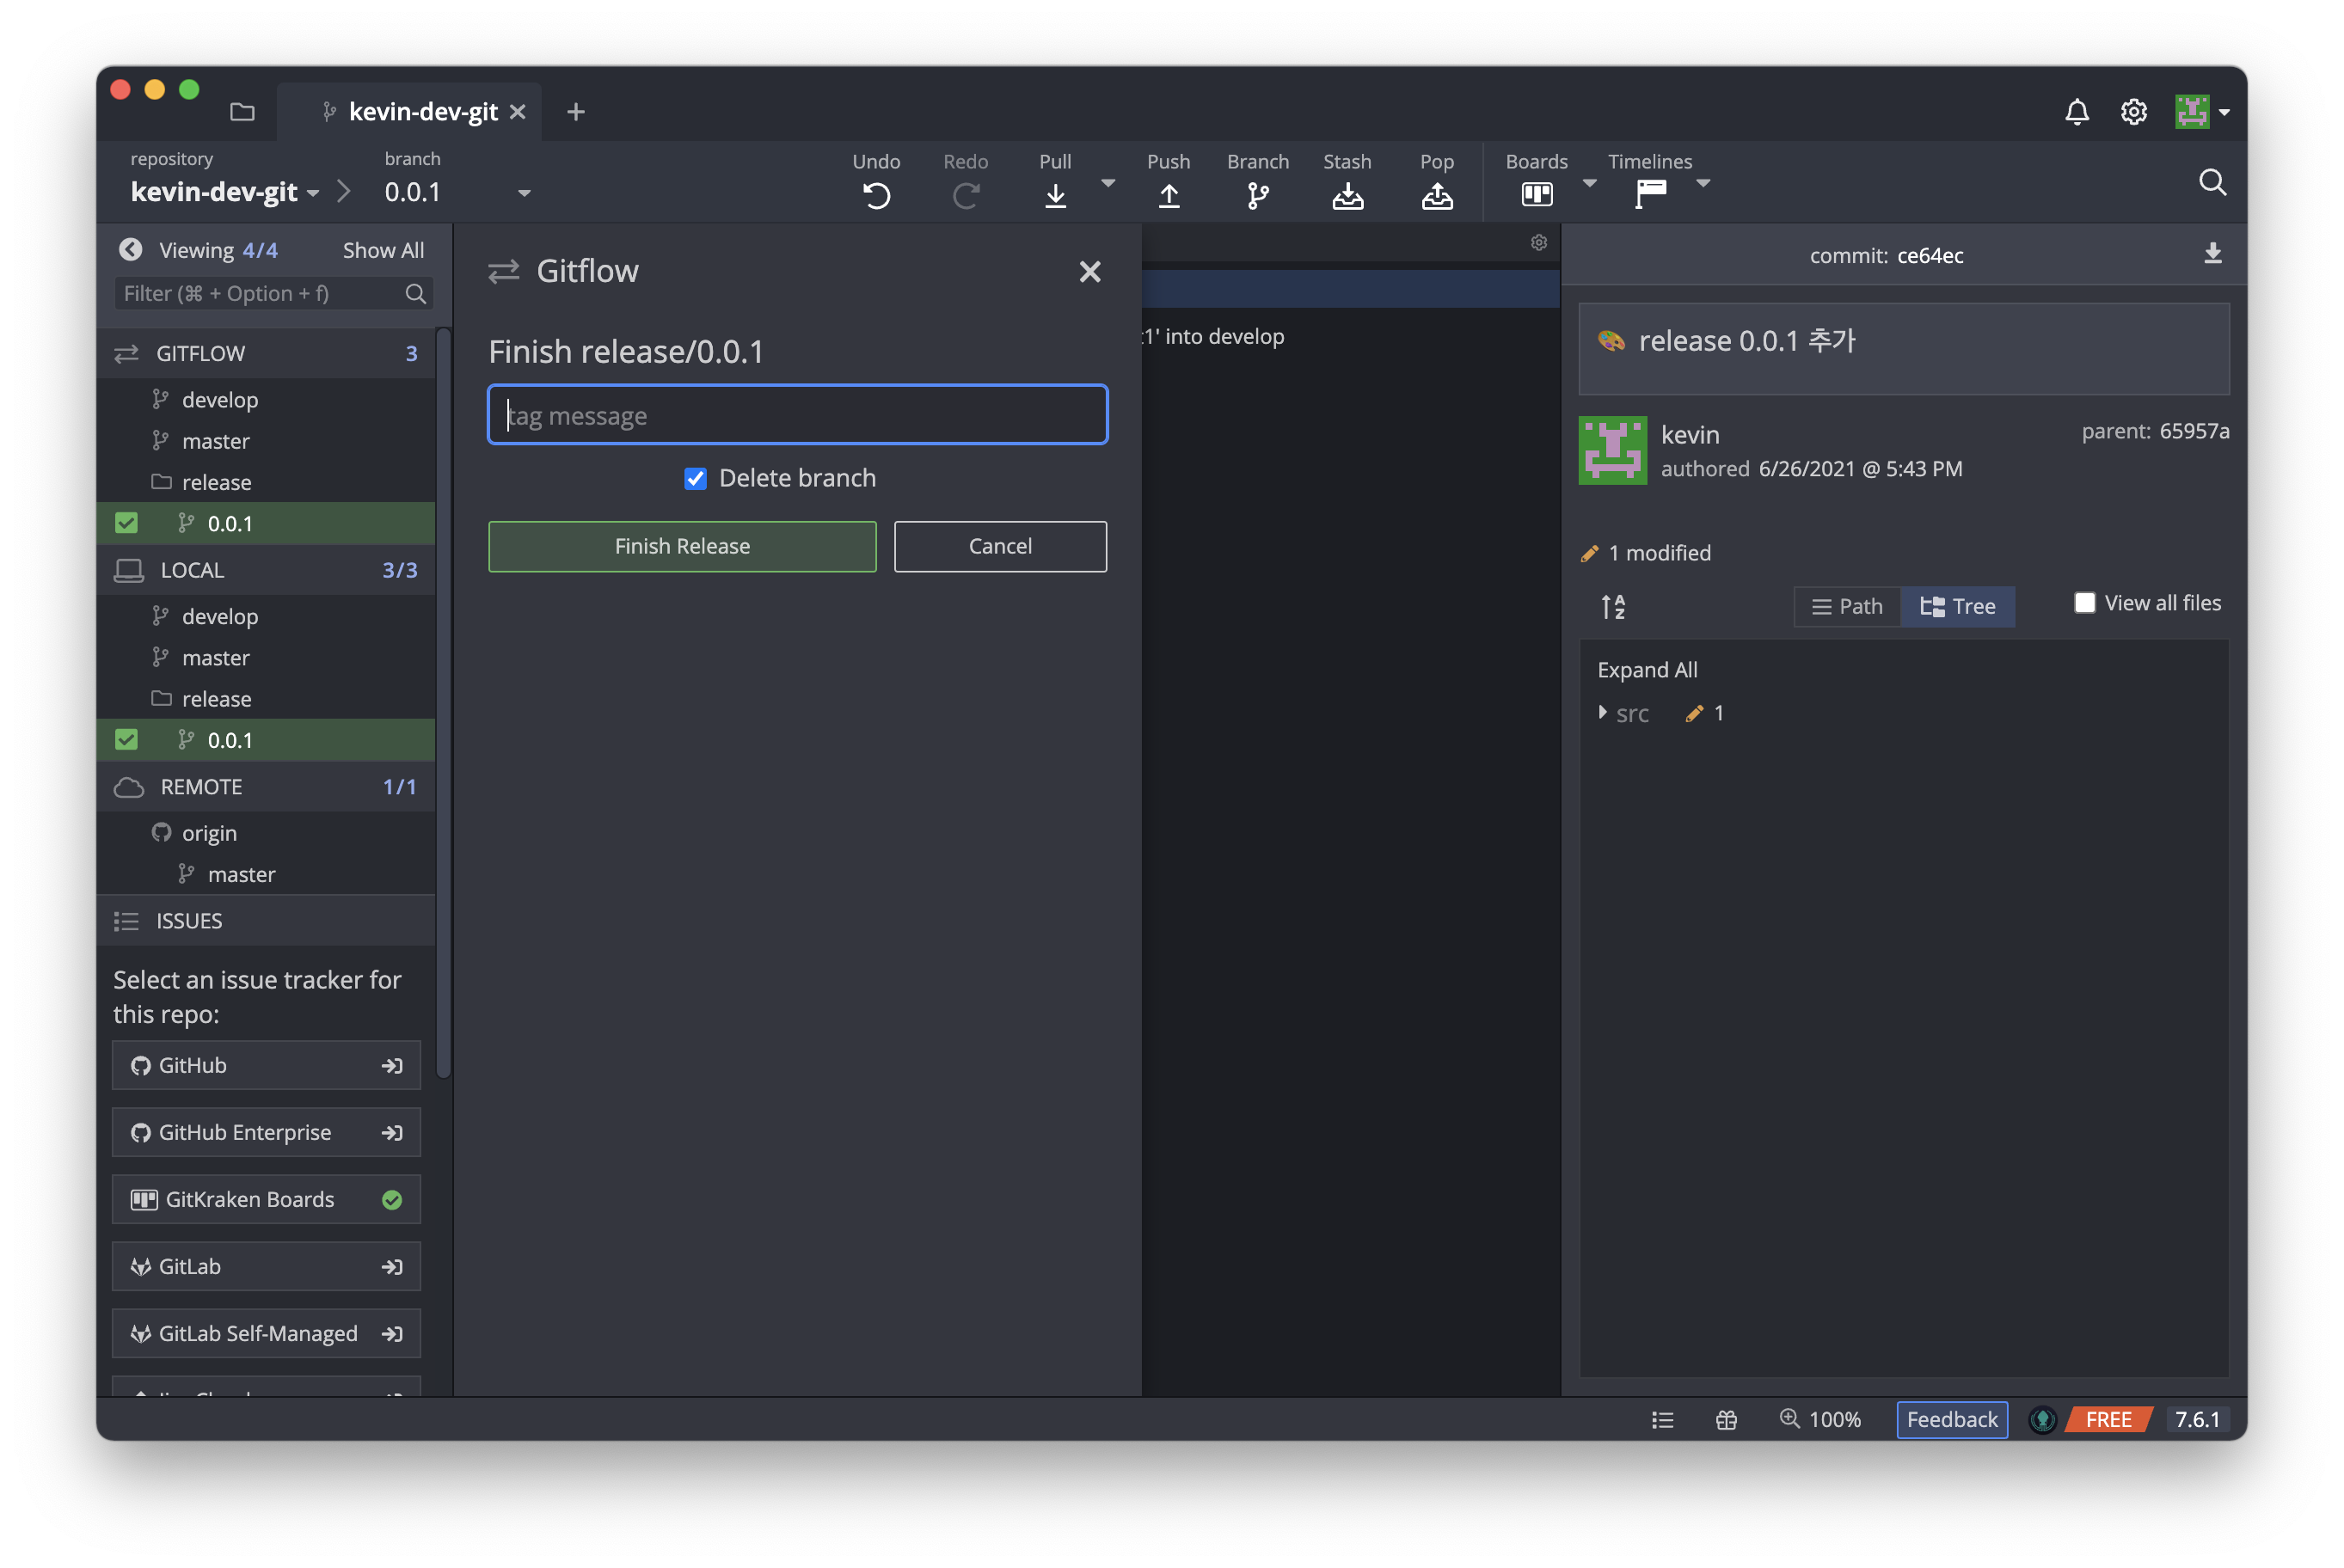 kevin-dev-git
repository
kevin-dev-git
branch
0.0.1
Undo
Redo
Pull
Push
Branch
Stash
Pop
Boards
Timelines
Viewing 4/4
Show All
Filter (⌘ + Option + f)
GITFLOW 3
develop
master
release
0.0.1
LOCAL 3/3
develop
master
release
0.0.1
REMOTE 1/1
origin
master
ISSUES
Select an issue tracker for
this repo:
GitHub
GitHub Enterprise
GitKraken Boards
GitLab
GitLab Self-Managed
Gitflow
Finish release/0.0.1
tag message
Delete branch
Finish Release
Cancel
1' into develop
commit: ce64ec
🎨 release 0.0.1 추가
kevin
authored 6/26/2021 @ 5:43 PM
parent: 65957a
1 modified
A
Z
Path
Tree
View all files
Expand All
src
1
100%
Feedback
FREE
7.6.1